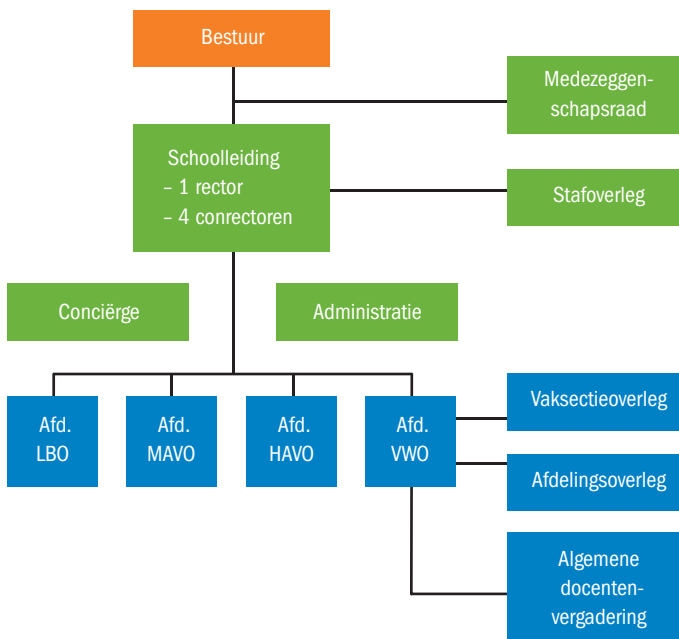 Bestuur
Medezeggen-
schapsraad
Schoolleiding
– 1 rector
– 4 conrectoren
Stafoverleg
Conciërge
Administratie
Afd.
LBO
Afd.
MAVO
Afd.
HAVO
Afd.
VWO
Vaksectieoverleg
Afdelingsoverleg
Algemene
docenten-
vergadering